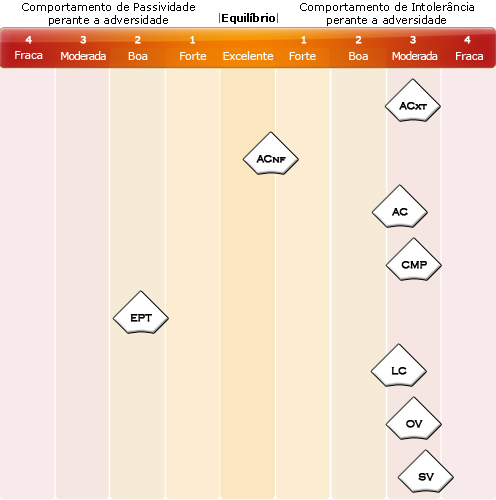 Comportamento de Passividade
perante a adversidade
|Equilíbrio|
Comportamento de Intolerância
perante a adversidade
4 3 2 1 1 2 3 4
Fraca Moderada Boa Forte Excelente Forte Boa Moderada Fraca
ACXT
ACNF
AC
CMP
EPT
LC
OV
SV